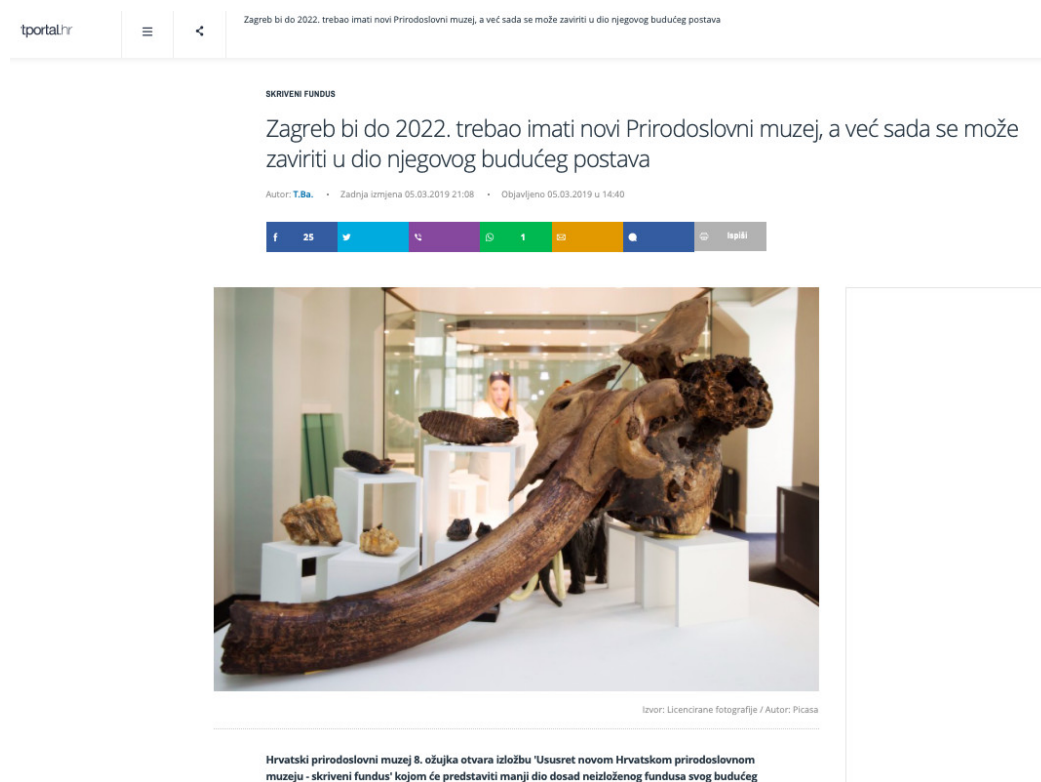 tportal.hr
Zagreb bi do 2022. trebao imati novi Prirodoslovni muzej, a već sada se može zaviriti u dio njegovog budućeg postava
SKRIVENI FUNDUS
Zagreb bi do 2022. trebao imati novi Prirodoslovni muzej, a već sada se može
zaviriti u dio njegovog budućeg postava
Autor: T.Ba. • Zadnja izmjena 05.03.2019 21:08 • Objavljeno 05.03.2019 u 14:40
25 1 Ispiši
Izvor: Licencirane fotografije / Autor: Picasa
Hrvatski prirodoslovni muzej 8. ožujka otvara izložbu 'Ususret novom Hrvatskom prirodoslovnom
muzeju - skriveni fundus' kojom će predstaviti manji dio dosad neizloženog fundusa svog budućeg